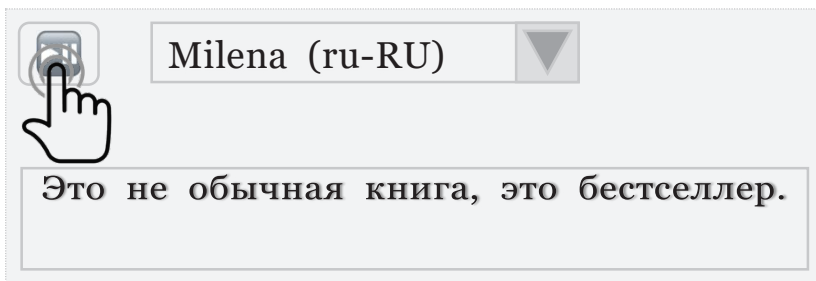 Milena (ru-RU)
Это не обычная книга, это бестселлер.